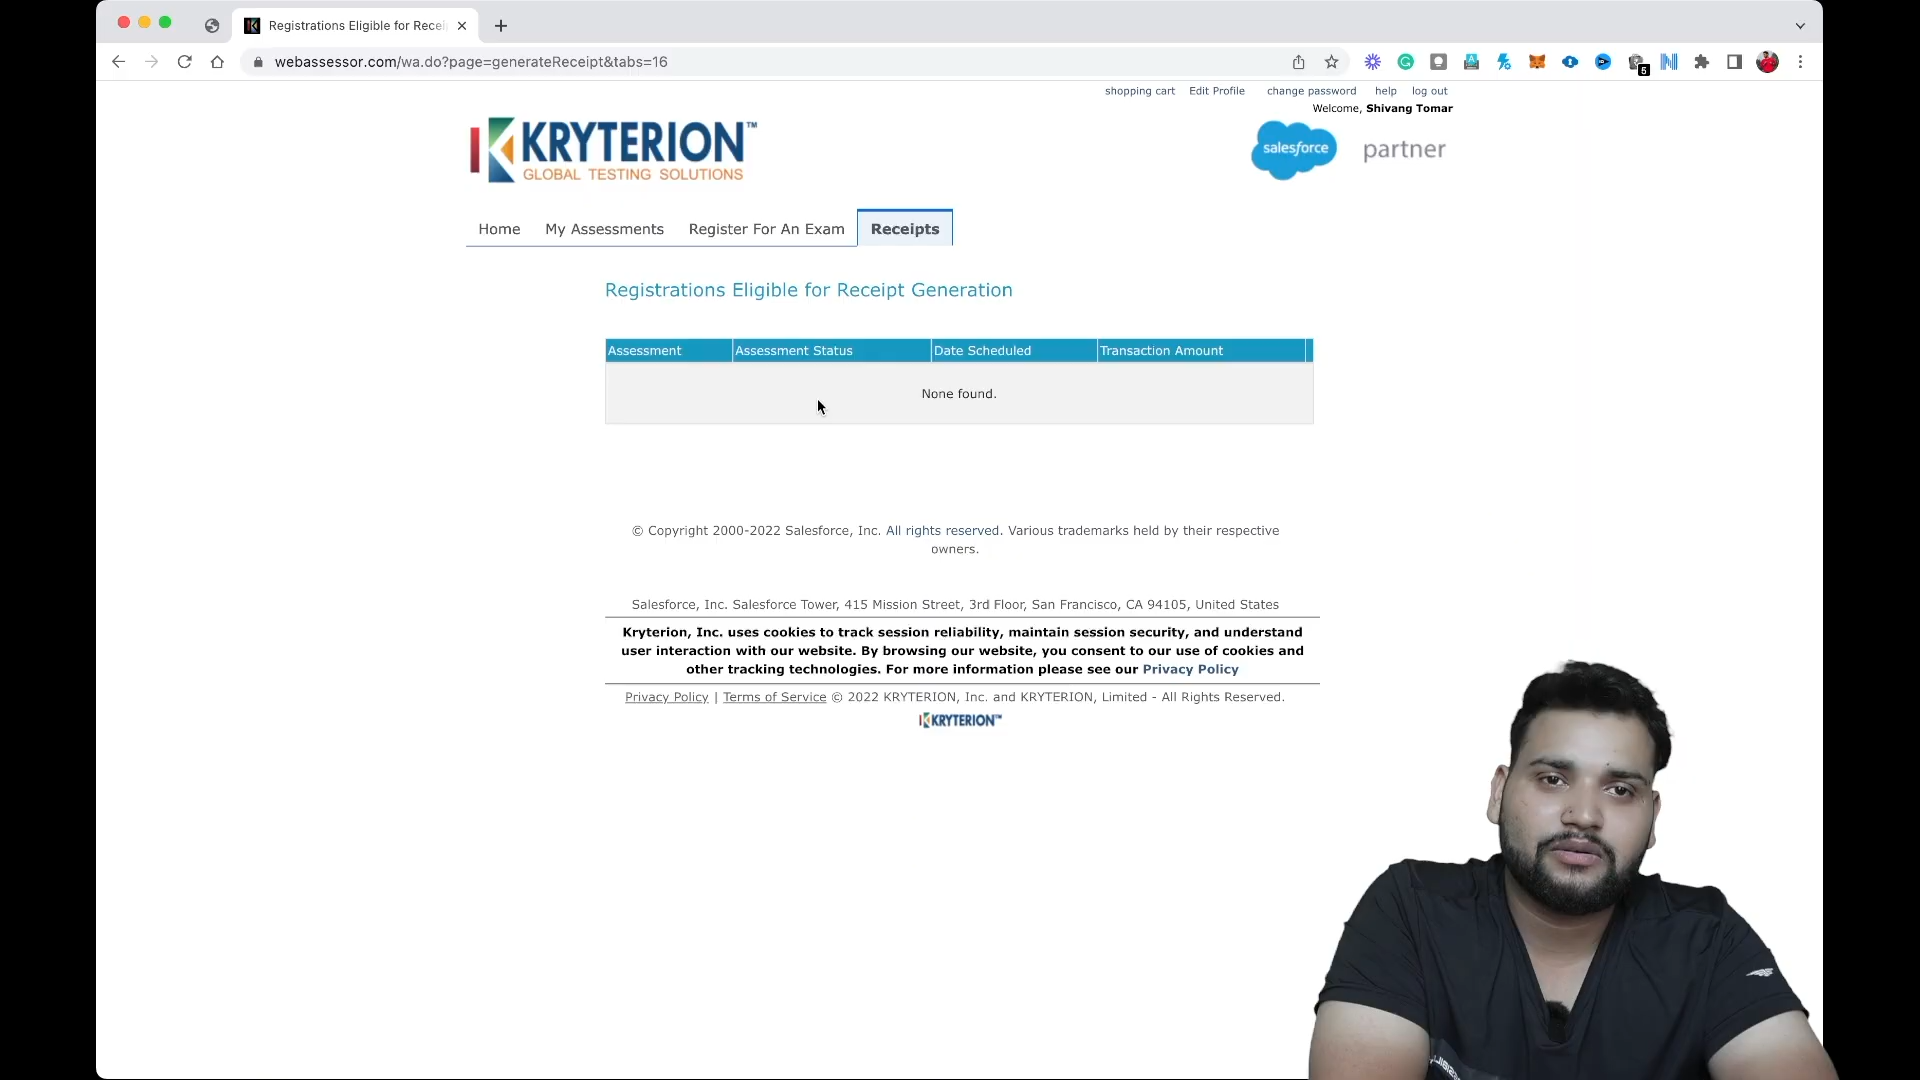 Registrations Eligible for Recei
webassessor.com/wa.do?page=generateReceipt&tabs=16
5
shopping cart Edit Profile change password help log out
Welcome, Shivang Tomar
KRYTERION™
GLOBAL TESTING SOLUTIONS
salesforce partner
Home My Assessments Register For An Exam Receipts
Registrations Eligible for Receipt Generation
Assessment Assessment Status Date Scheduled Transaction Amount
None found.
© Copyright 2000-2022 Salesforce, Inc. All rights reserved. Various trademarks held by their respective
owners.
Salesforce, Inc. Salesforce Tower, 415 Mission Street, 3rd Floor, San Francisco, CA 94105, United States
Kryterion, Inc. uses cookies to track session reliability, maintain session security, and understand
user interaction with our website. By browsing our website, you consent to our use of cookies and
other tracking technologies. For more information please see our Privacy Policy
Privacy Policy | Terms of Service © 2022 KRYTERION, Inc. and KRYTERION, Limited - All Rights Reserved.
KRYTERION™